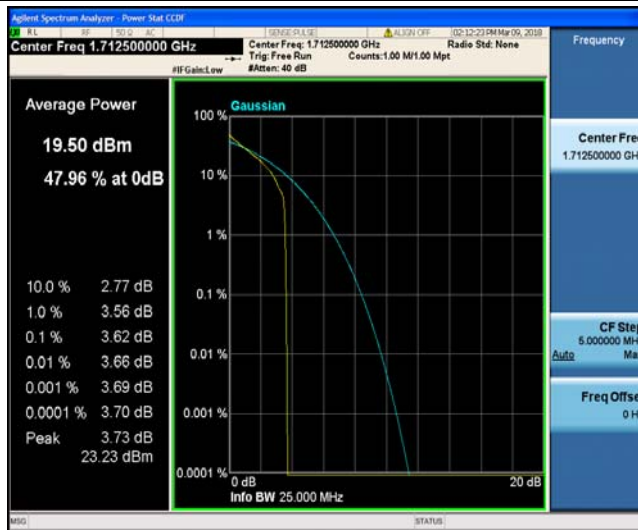 Agilent Spectrum Analyzer - Power Stat CCDF
RL RF 50 Ω AC SENSE:PULSE ALIGN OFF 02:12:23 PM Mar 09, 2018
Center Freq 1.712500000 GHz
Center Freq: 1.712500000 GHz Radio Std: None
Trig: Free Run Counts:1.00 M/1.00 Mpt
#IFGain:Low #Atten: 40 dB
Average Power
19.50 dBm
47.96 % at 0dB
10.0 % 2.77 dB
1.0 % 3.56 dB
0.1 % 3.62 dB
0.01 % 3.66 dB
0.001 % 3.69 dB
0.0001 % 3.70 dB
Peak 3.73 dB
23.23 dBm
Gaussian
100 %
10 %
1 %
0.1 %
0.01 %
0.001 %
0.0001 %
0 dB 20 dB
Info BW 25.000 MHz
Frequency
Center Fre
1.712500000 GH
CF Step
5.000000 MH
Auto Ma
Freq Offse
0 H
MSG STATUS